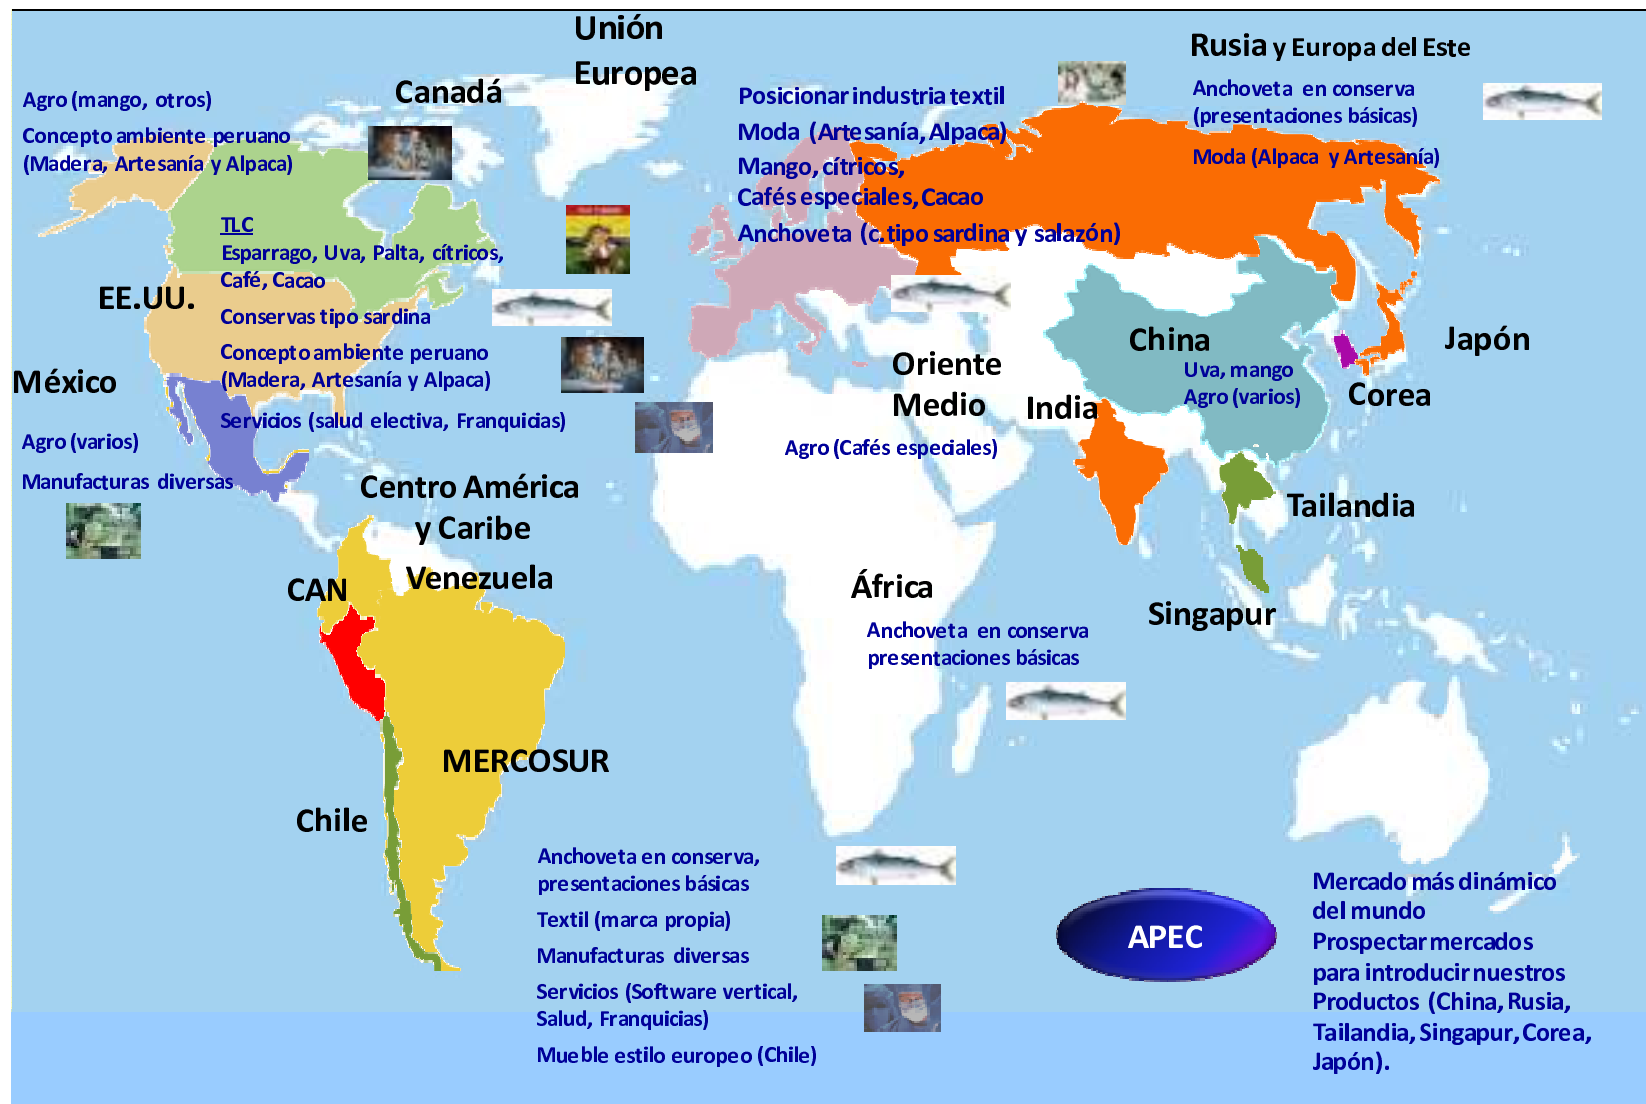 Unión
Europea
Rusia y Europa del Este
Canadá
Agro (mango, otros)
Concepto ambiente peruano
(Madera, Artesanía y Alpaca)
Posicionar industria textil
Moda (Artesanía, Alpaca)
Mango, cítricos,
Cafés especiales, Cacao
Anchoveta (c.tipo sardina y salazón)
Anchoveta en conserva
(presentaciones básicas)
Moda (Alpaca y Artesanía)
TLC
Esparrago, Uva, Palta, cítricos,
Café, Cacao
EE.UU.
Conservas tipo sardina
Concepto ambiente peruano
(Madera, Artesanía y Alpaca)
Servicios (salud electiva, Franquicias)
México
Agro (varios)
Manufacturas diversas
China
Uva, mango
Agro (varios)
Japón
Corea
Oriente
Medio
Agro (Cafés especiales)
India
Tailandia
Singapur
Centro América
y Caribe
Venezuela
CAN
África
Anchoveta en conserva
presentaciones básicas
MERCOSUR
Chile
Anchoveta en conserva,
presentaciones básicas
Textil (marca propia)
Manufacturas diversas
Servicios (Software vertical,
Salud, Franquicias)
Mueble estilo europeo (Chile)
APEC
Mercado más dinámico
del mundo
Prospectar mercados
para introducir nuestros
Productos (China, Rusia,
Tailandia, Singapur, Corea,
Japón).